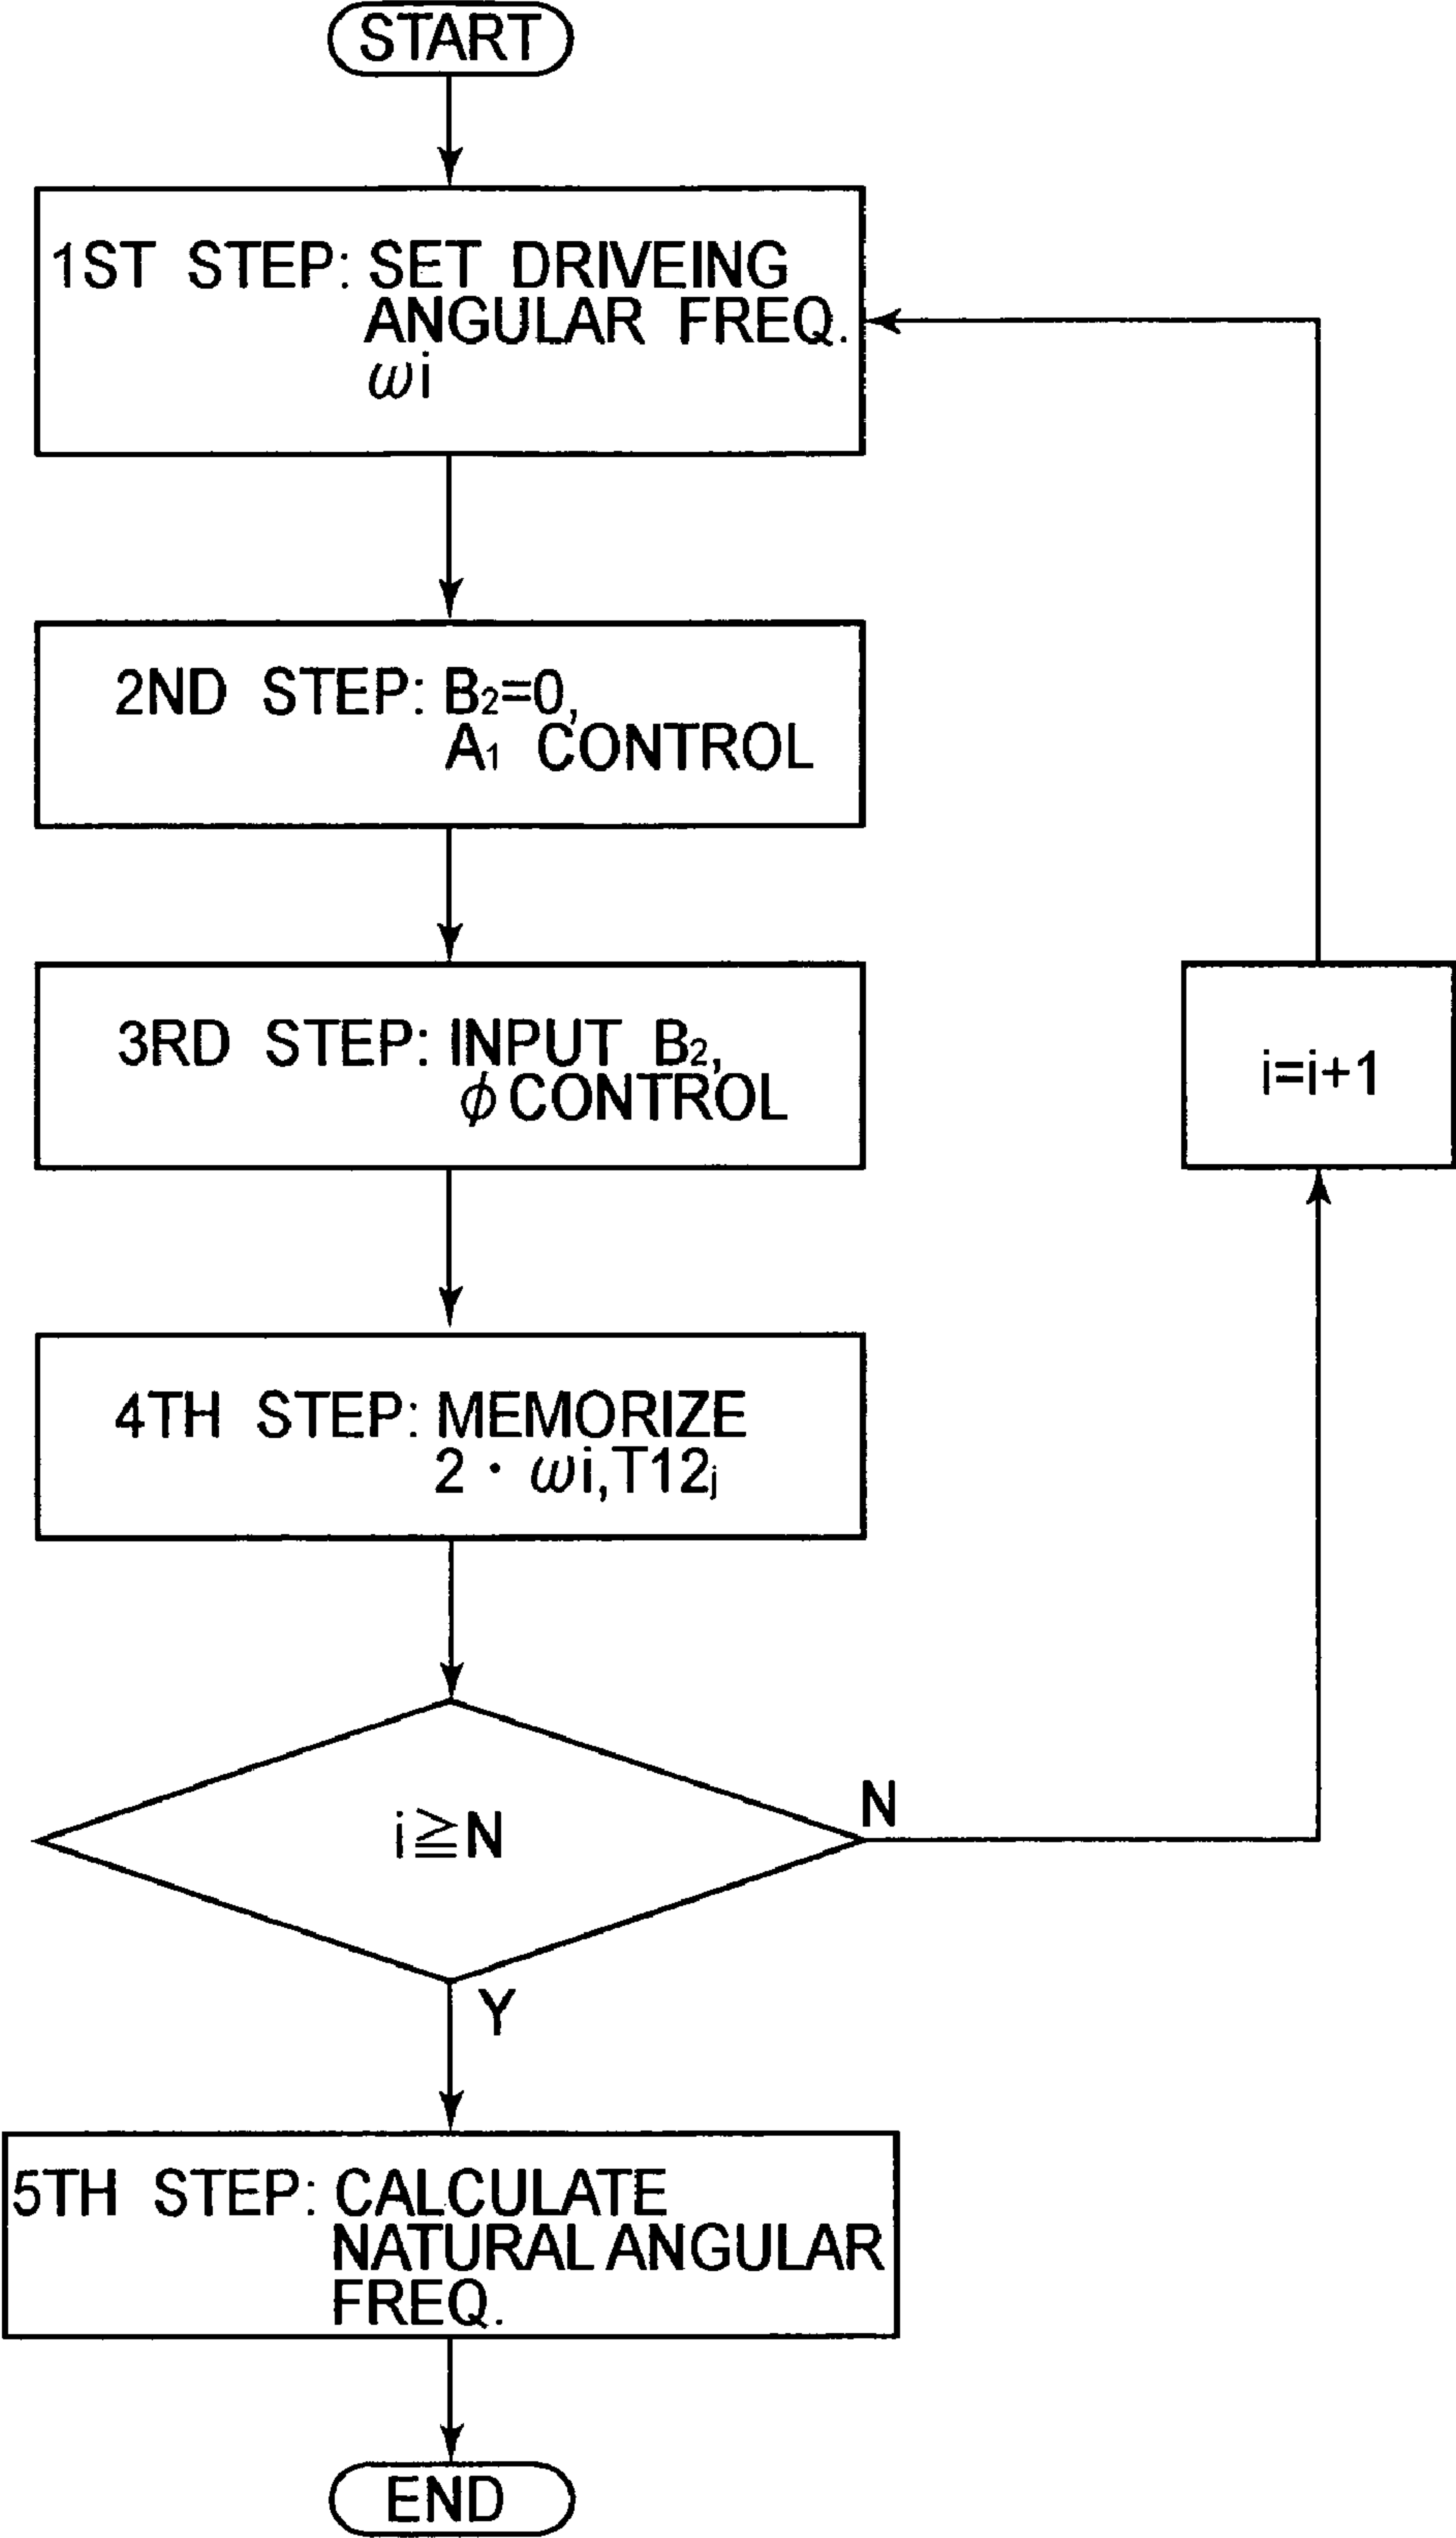 START
1ST STEP: SET DRIVEING
ANGULAR FREQ.
ωi
2ND STEP: B₂=0,
A₁ CONTROL
3RD STEP: INPUT B₂,
ϕ CONTROL
i=i+1
4TH STEP: MEMORIZE
2・ωi,T12ⱼ
i≧N
N
Y
5TH STEP: CALCULATE
NATURAL ANGULAR
FREQ.
END